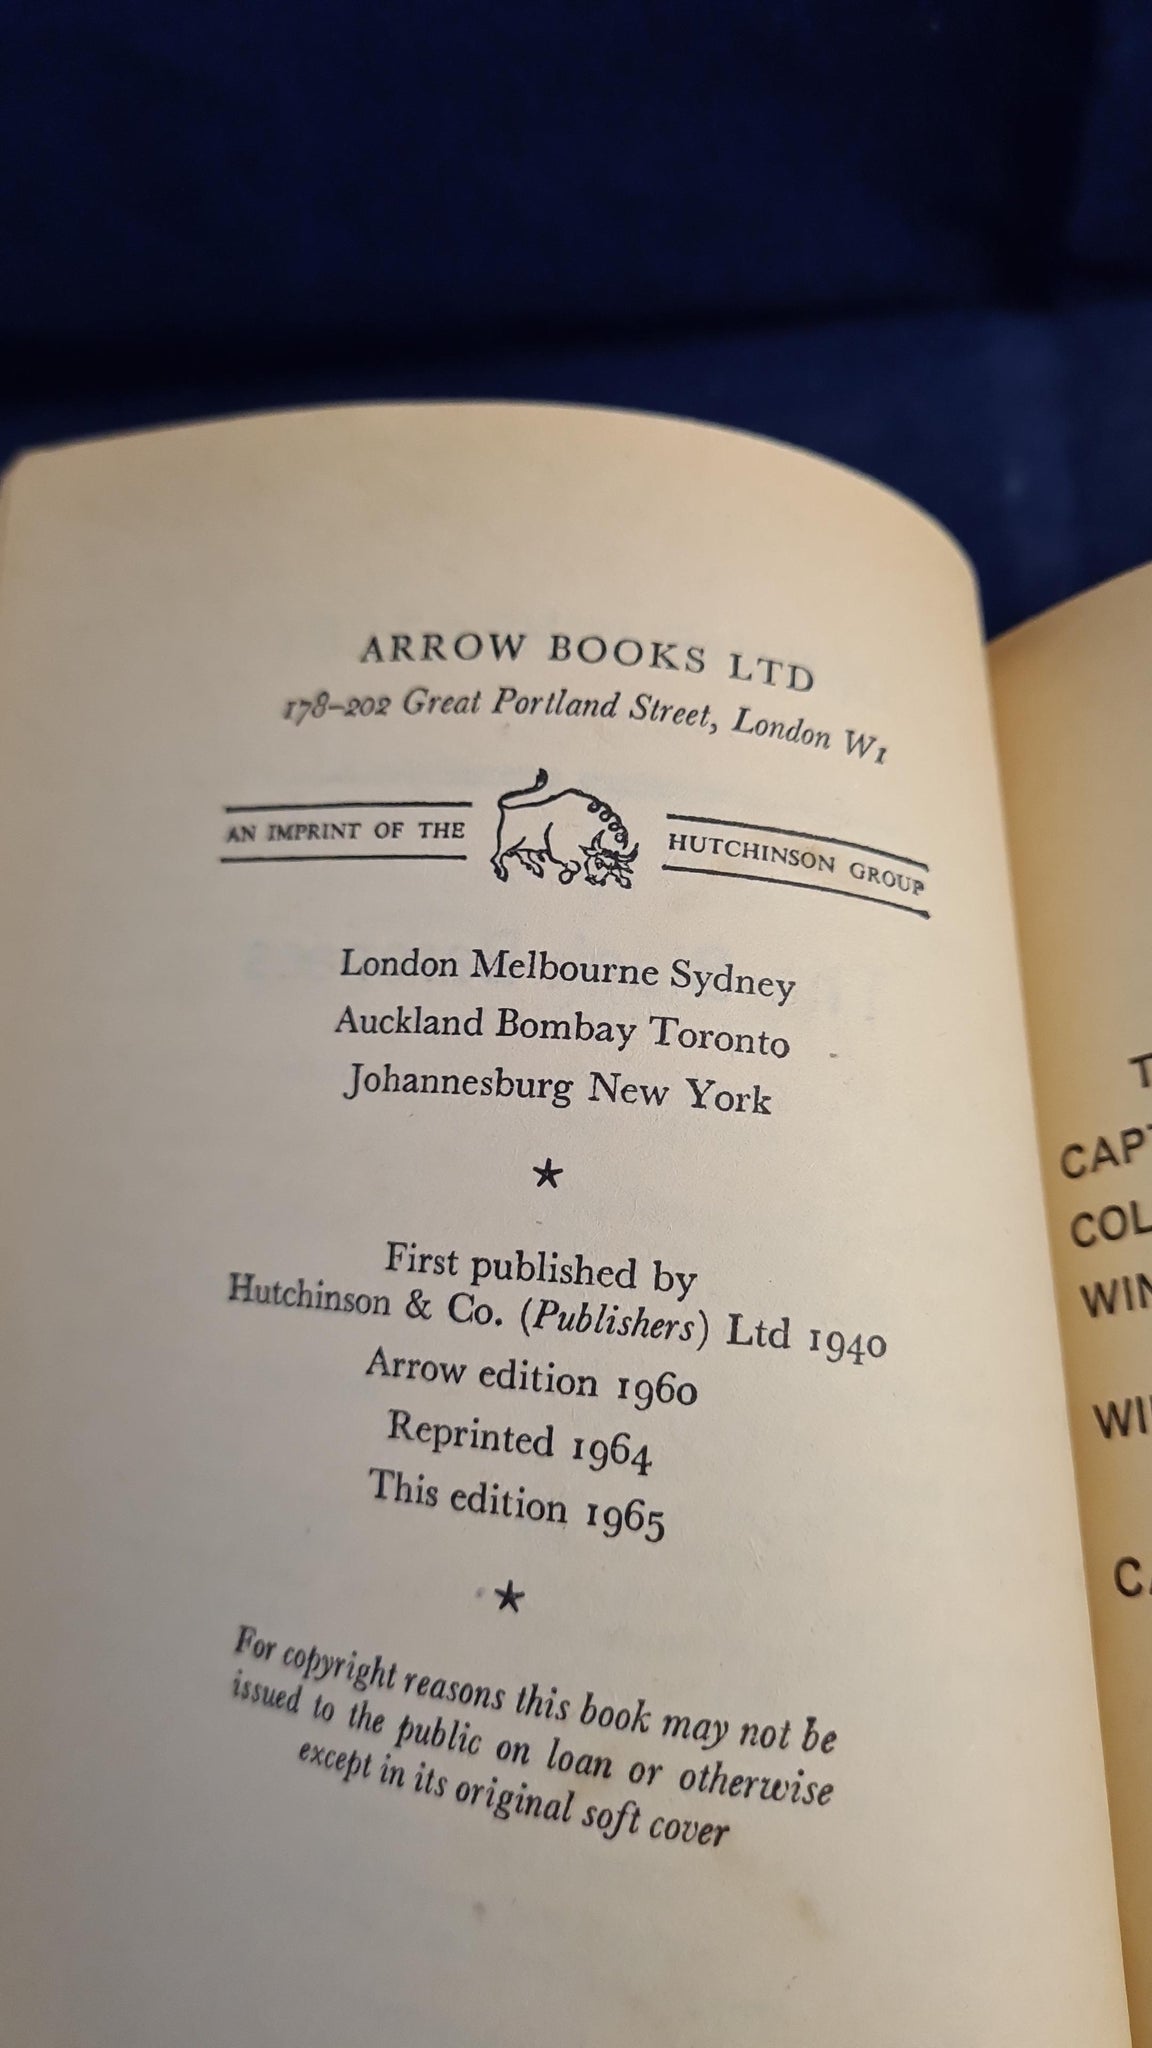 ARROW BOOKS LTD
178–202 Great Portland Street, London W1
AN IMPRINT OF THE HUTCHINSON GROUP
London Melbourne Sydney
Auckland Bombay Toronto
Johannesburg New York
★
First published by
Hutchinson & Co. (Publishers) Ltd 1940
Arrow edition 1960
Reprinted 1964
This edition 1965
★
For copyright reasons this book may not be
issued to the public on loan or otherwise
except in its original soft cover